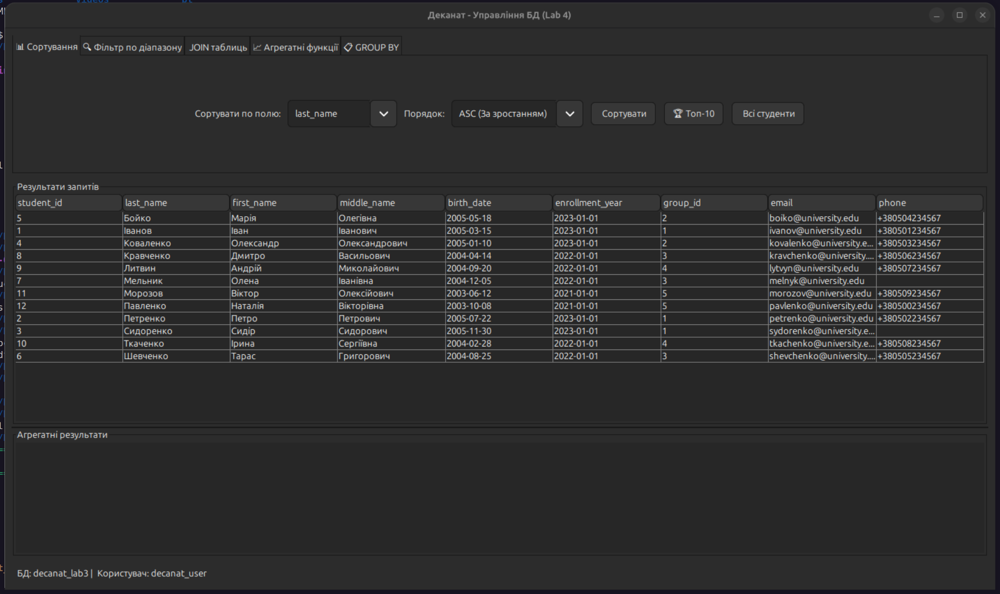 Деканат - Управління БД (Lab 4)
Сортування Фільтр по діапазону JOIN таблиць Агрегатні функції GROUP BY
Сортувати по полю: last_name Порядок: ASC (За зростанням) Сортувати Топ-10 Всі студенти
Результати запитів
student_id last_name first_name middle_name birth_date enrollment_year group_id email phone
5 Бойко Марія Олегівна 2005-05-18 2023-01-01 2 boiko@university.edu +380504234567
1 Іванов Іван Іванович 2005-03-15 2023-01-01 1 ivanov@university.edu +380501234567
4 Коваленко Олександр Олександрович 2005-01-10 2023-01-01 2 kovalenko@university.e... +380503234567
8 Кравченко Дмитро Васильович 2004-04-14 2022-01-01 3 kravchenko@university.... +380506234567
9 Литвин Андрій Миколайович 2004-09-20 2022-01-01 4 lytvyn@university.edu +380507234567
7 Мельник Олена Іванівна 2004-12-05 2022-01-01 3 melnyk@university.edu
11 Морозов Віктор Олексійович 2003-06-12 2021-01-01 5 morozov@university.edu +380509234567
12 Павленко Наталія Вікторівна 2003-10-08 2021-01-01 5 pavlenko@university.edu +380500234567
2 Петренко Петро Петрович 2005-07-22 2023-01-01 1 petrenko@university.edu +380502234567
3 Сидоренко Сидір Сидорович 2005-11-30 2023-01-01 1 sydorenko@university.e...
10 Ткаченко Ірина Сергіївна 2004-02-28 2022-01-01 4 tkachenko@university.e... +380508234567
6 Шевченко Тарас Григорович 2004-08-25 2022-01-01 3 shevchenko@university.... +380505234567
Агрегатні результати
БД: decanat_lab3 | Користувач: decanat_user